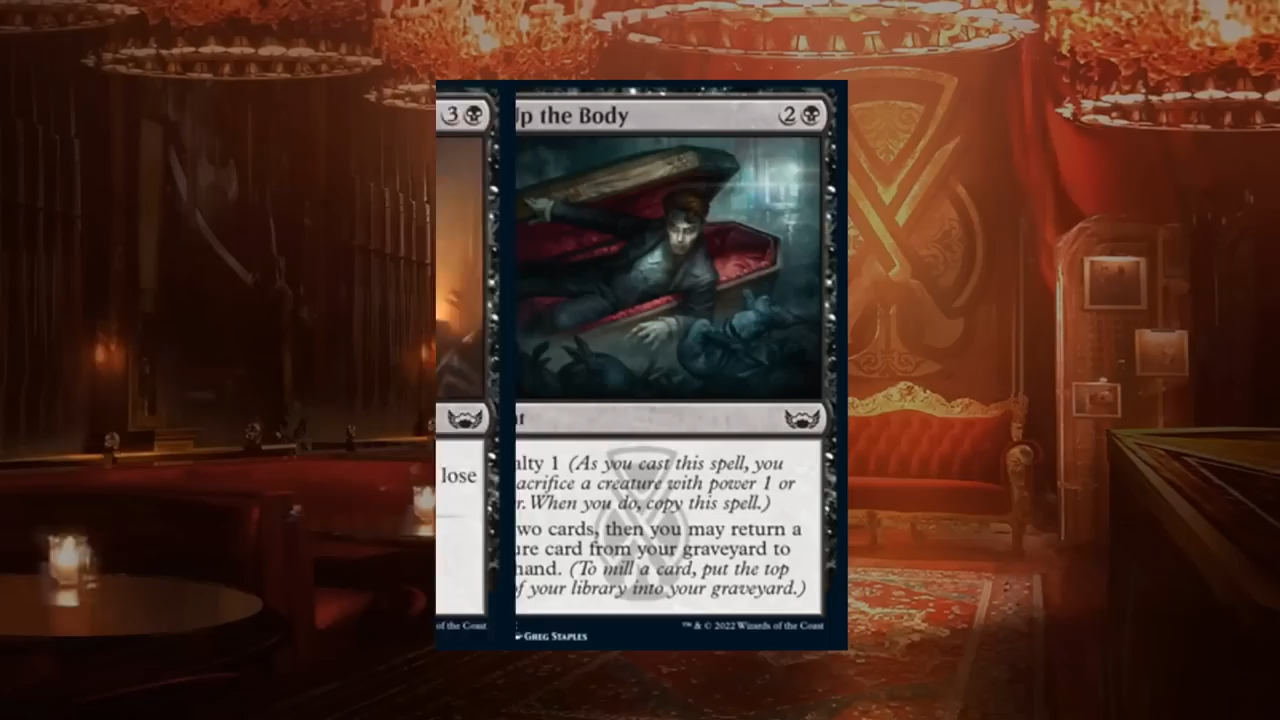 3
lose
of the Coast
Up the Body 2
alty 1 (As you cast this spell, you
acrifice a creature with power 1 or
r. When you do, copy this spell.)
wo cards, then you may return a
ure card from your graveyard to
hand. (To mill a card, put the top
of your library into your graveyard.)
GREG STAPLES
™ & © 2022 Wizards of the Coast